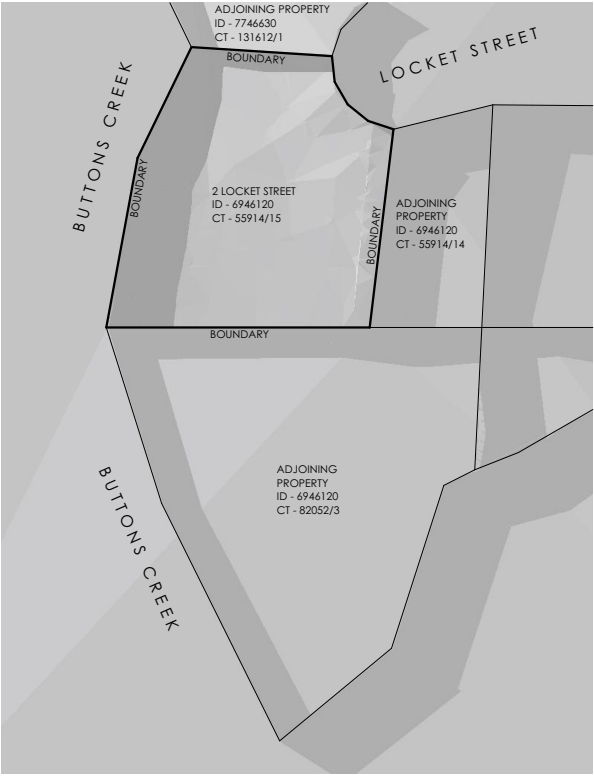 ADJOINING PROPERTY
ID - 7746630
CT - 131612/1
BOUNDARY
LOCKET STREET
BUTTONS CREEK
BOUNDARY
2 LOCKET STREET
ID - 6946120
CT - 55914/15
BOUNDARY
ADJOINING
PROPERTY
ID - 6946120
CT - 55914/14
BOUNDARY
ADJOINING
PROPERTY
ID - 6946120
CT - 82052/3
BUTTONS CREEK